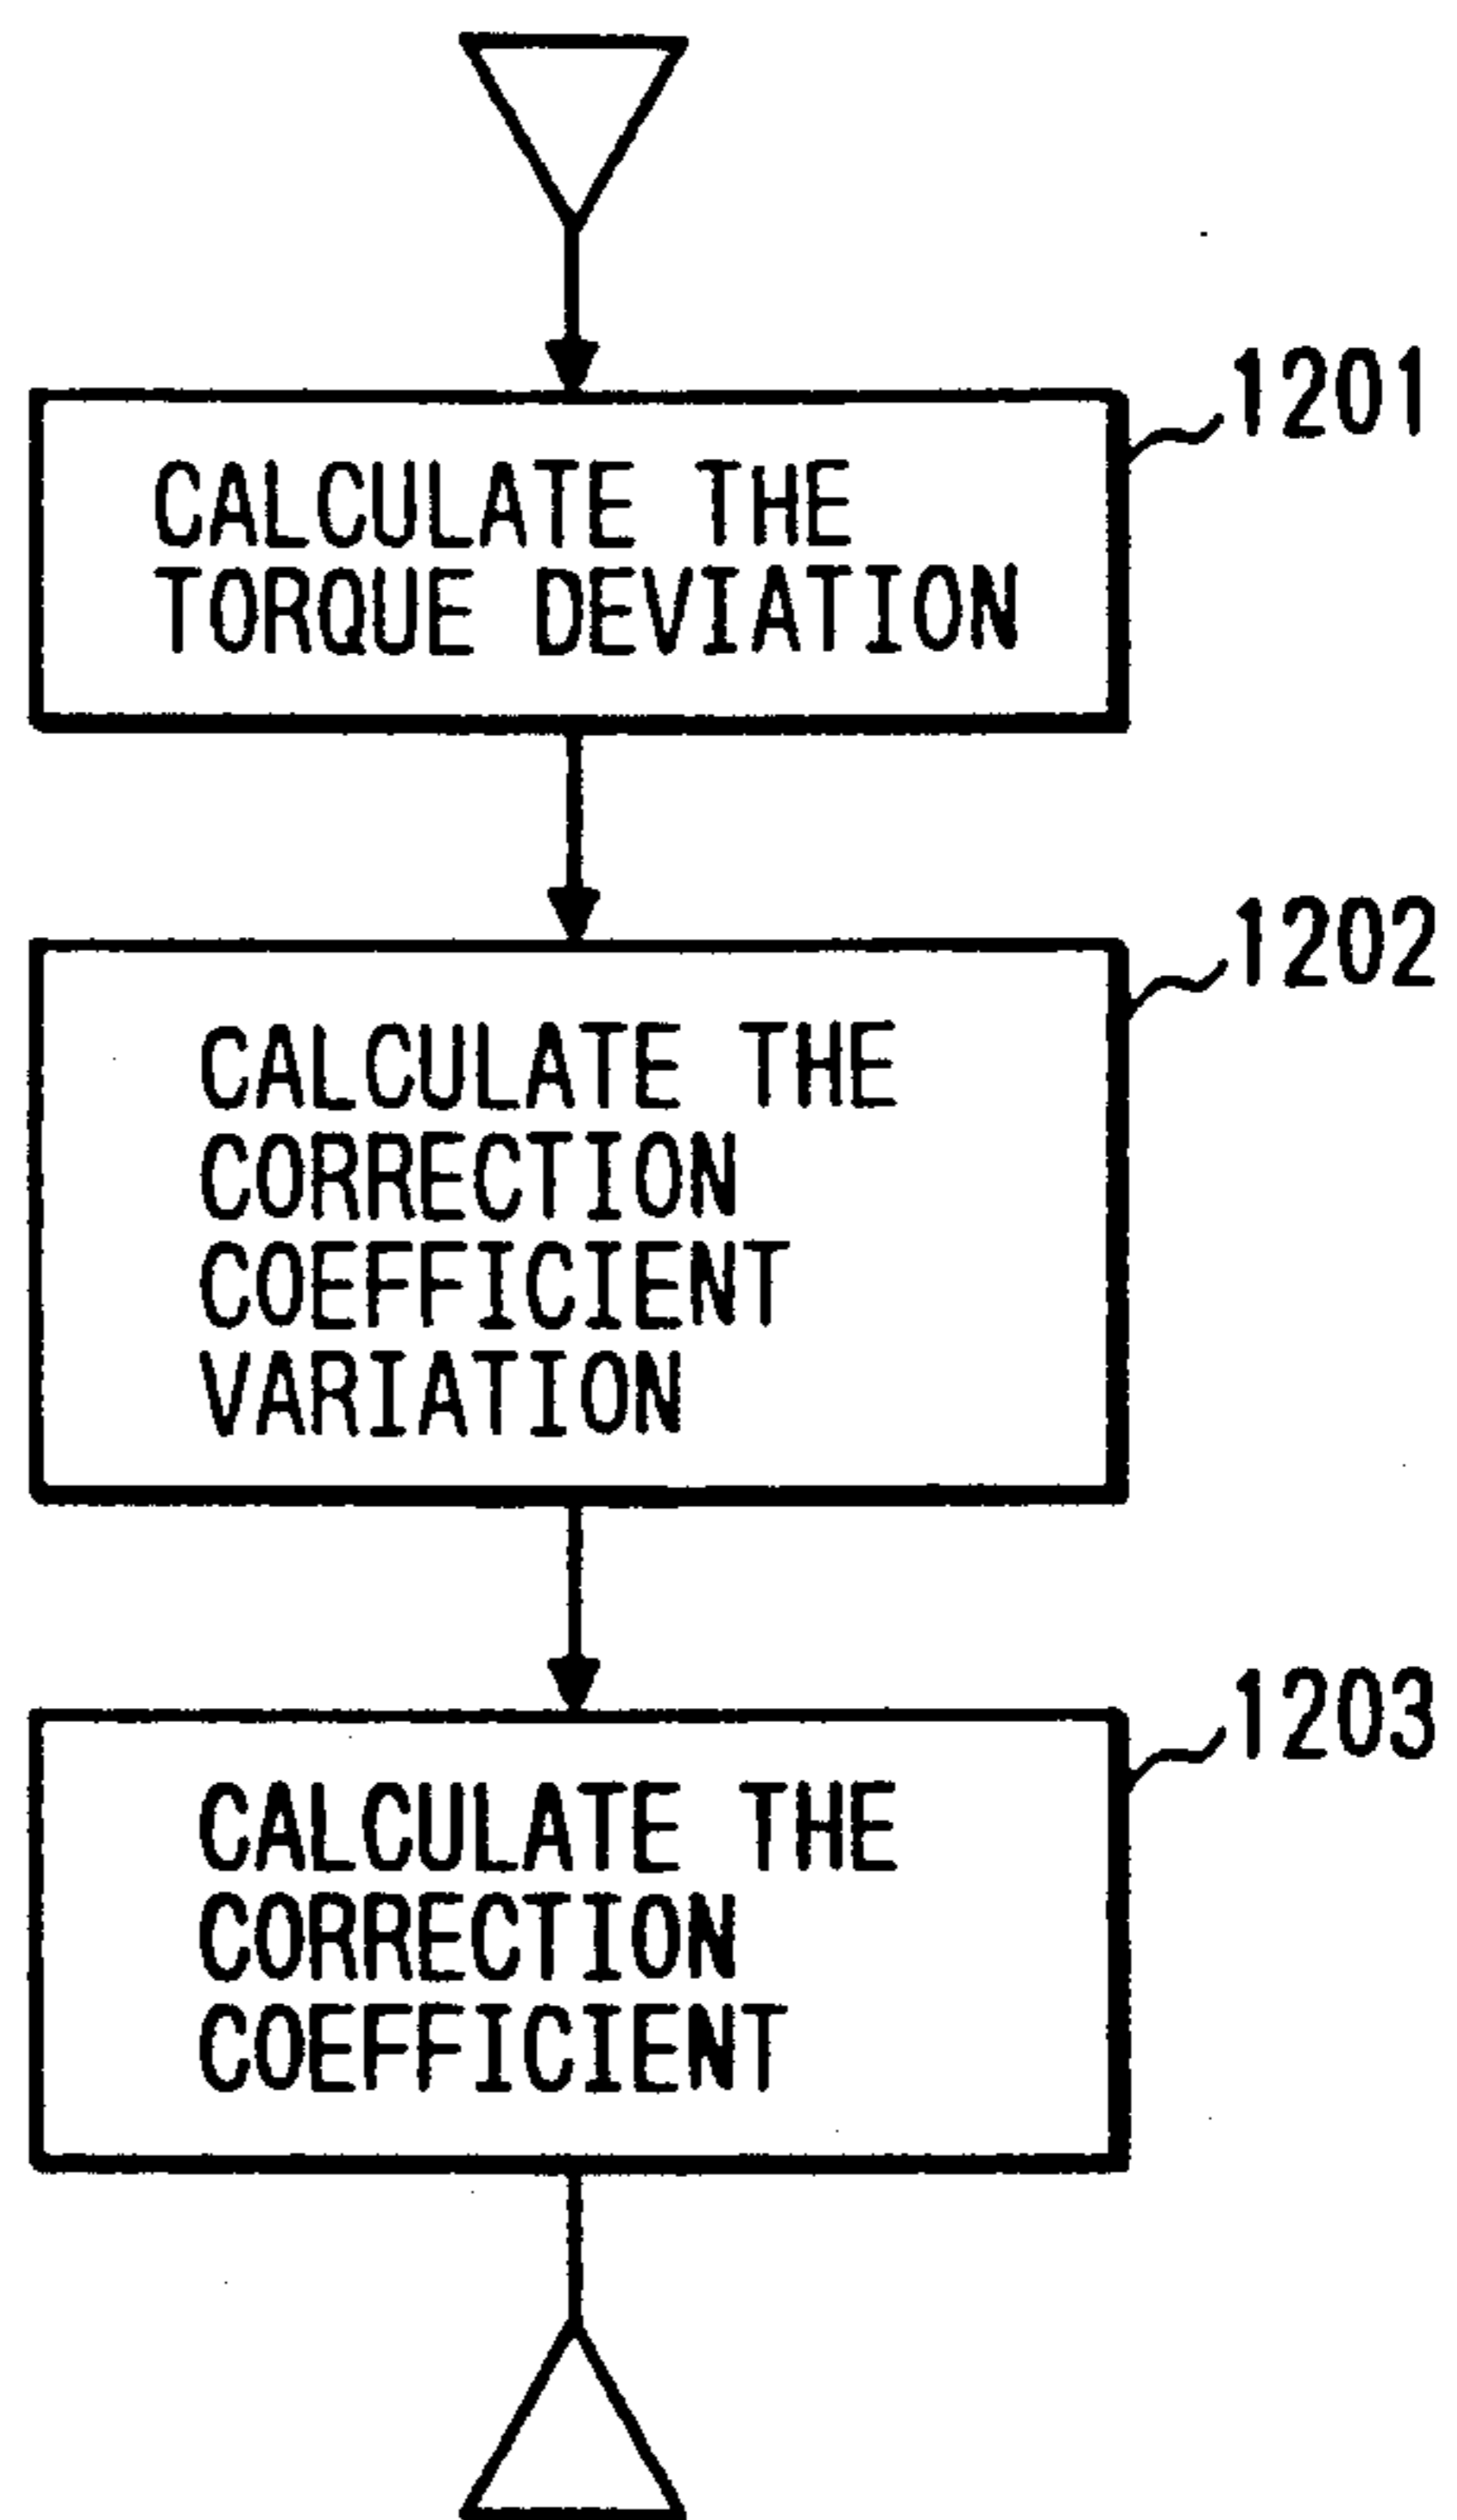 1201
CALCULATE THE
TORQUE DEVIATION
1202
CALCULATE THE
CORRECTION
COEFFICIENT
VARIATION
1203
CALCULATE THE
CORRECTION
COEFFICIENT